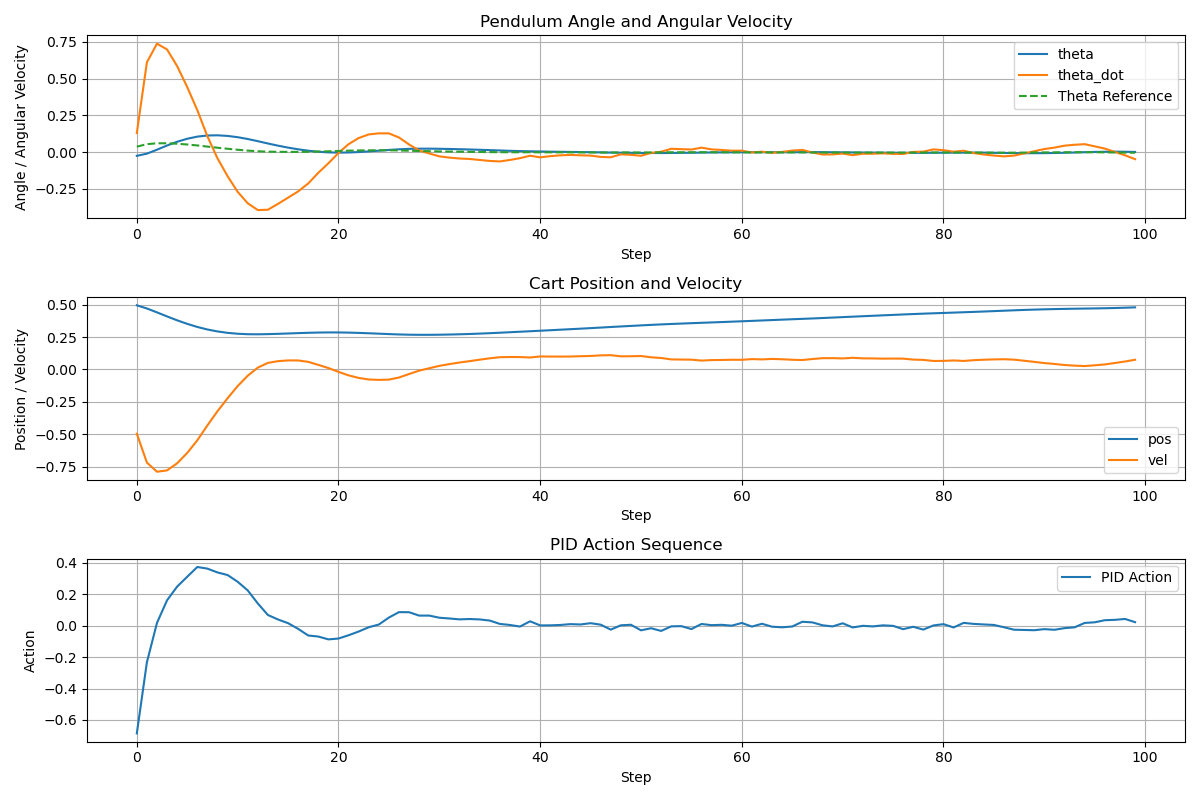 Pendulum Angle and Angular Velocity
Angle / Angular Velocity
0.75
0.50
0.25
0.00
−0.25
theta
theta_dot
Theta Reference
0 20 40 60 80 100
Step
Cart Position and Velocity
Position / Velocity
0.50
0.25
0.00
−0.25
−0.50
−0.75
pos
vel
0 20 40 60 80 100
Step
PID Action Sequence
Action
0.4
0.2
0.0
−0.2
−0.4
−0.6
PID Action
0 20 40 60 80 100
Step